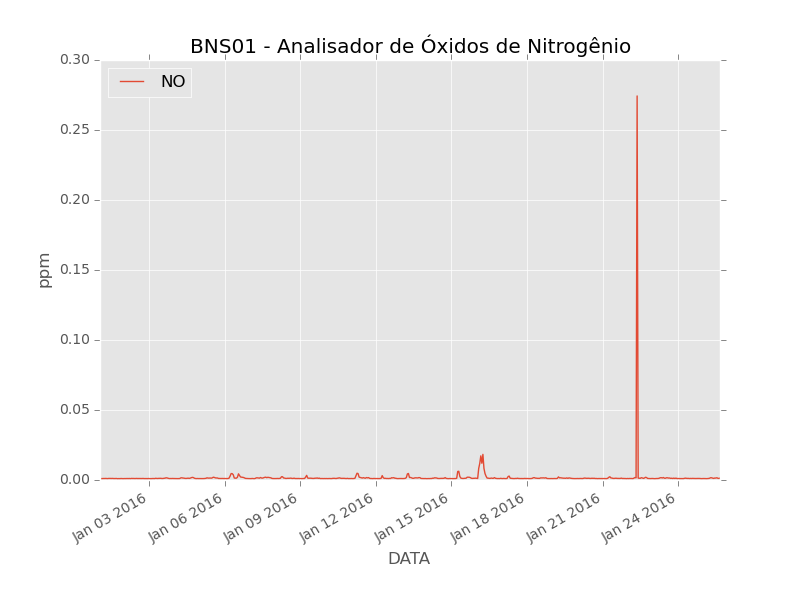 BNS01 - Analisador de Óxidos de Nitrogênio
NO
0.30
0.25
0.20
0.15
0.10
0.05
0.00
ppm
Jan 03 2016
Jan 06 2016
Jan 09 2016
Jan 12 2016
Jan 15 2016
Jan 18 2016
Jan 21 2016
Jan 24 2016
DATA